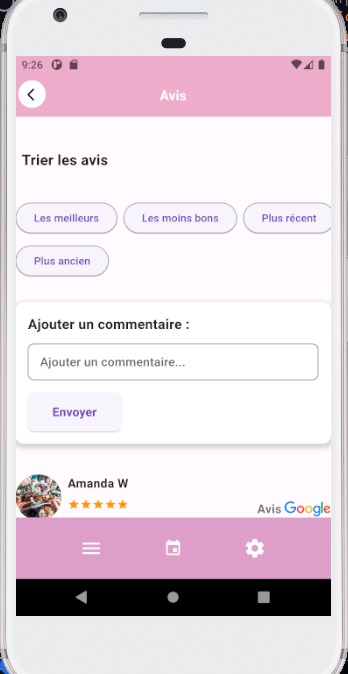 9:26
Avis
Trier les avis
Les meilleurs
Les moins bons
Plus récent
Plus ancien
Ajouter un commentaire :
Ajouter un commentaire...
Envoyer
Amanda W
Avis Google